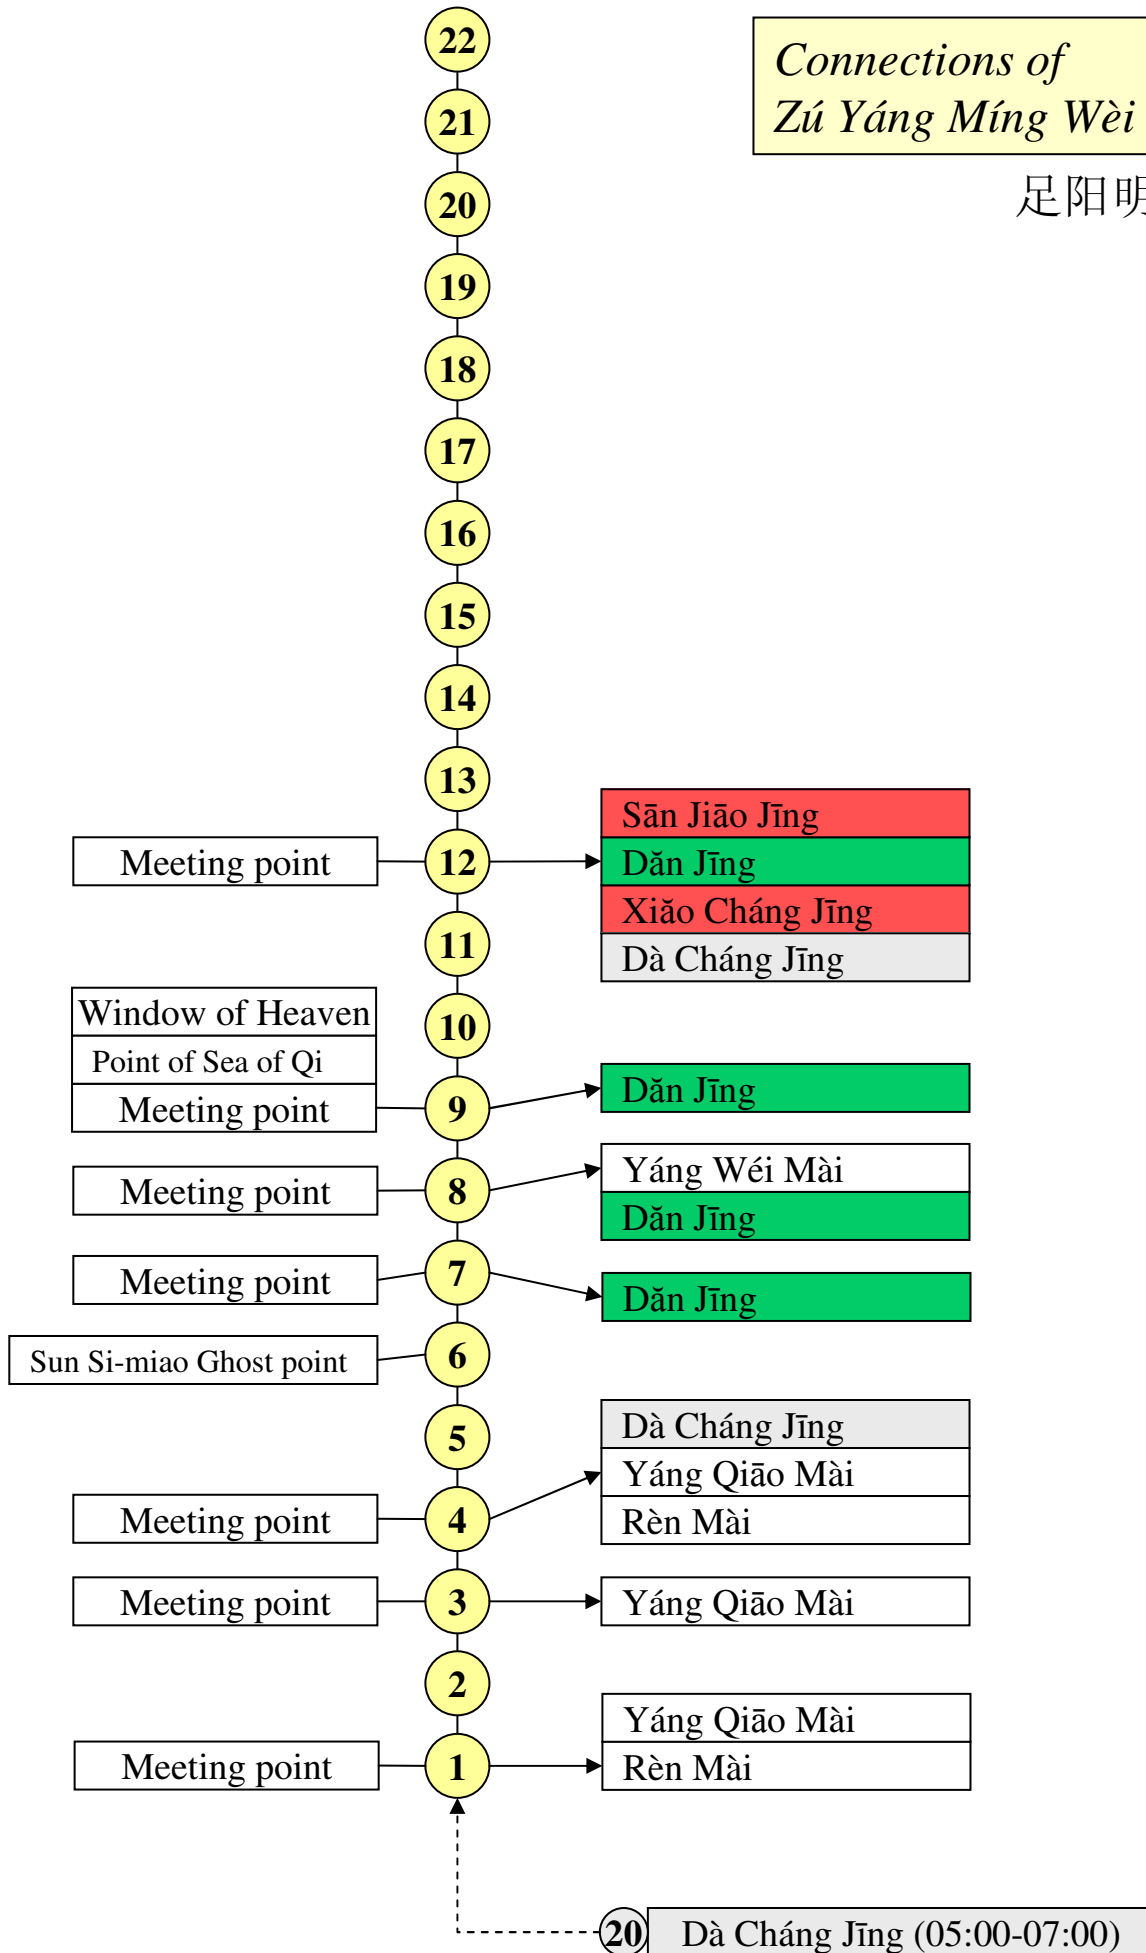 22
Connections of
Zú Yáng Míng Wèi
21
足阳明
20
19
18
17
16
15
14
13
Sān Jiāo Jīng
Meeting point
12
Dăn Jīng
Xiăo Cháng Jīng
11
Dà Cháng Jīng
Window of Heaven
10
Point of Sea of Qi
Meeting point
9
Dăn Jīng
Meeting point
8
Yáng Wéi Mài
Dăn Jīng
Meeting point
7
Dăn Jīng
Sun Si-miao Ghost point
6
5
Dà Cháng Jīng
Yáng Qiāo Mài
Meeting point
4
Rèn Mài
Meeting point
3
Yáng Qiāo Mài
2
Yáng Qiāo Mài
Meeting point
1
Rèn Mài
20
Dà Cháng Jīng (05:00-07:00)